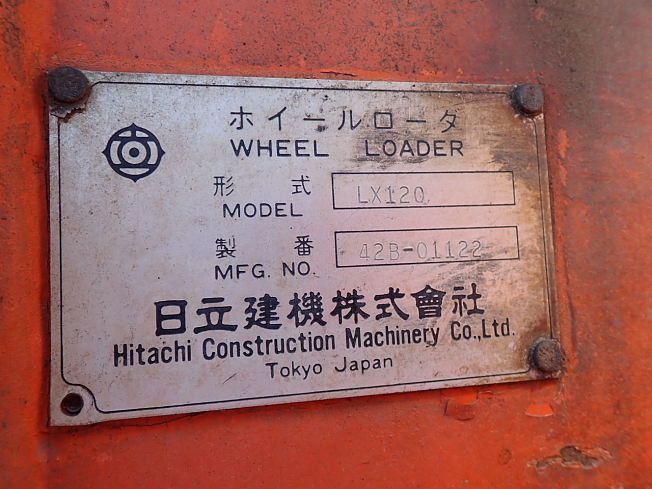 ホイールローダ
WHEEL LOADER
形式 LX120
MODEL
製番 42B-01122
MFG. NO.
日立建機株式會社
Hitachi Construction Machinery Co.,Ltd.
Tokyo Japan